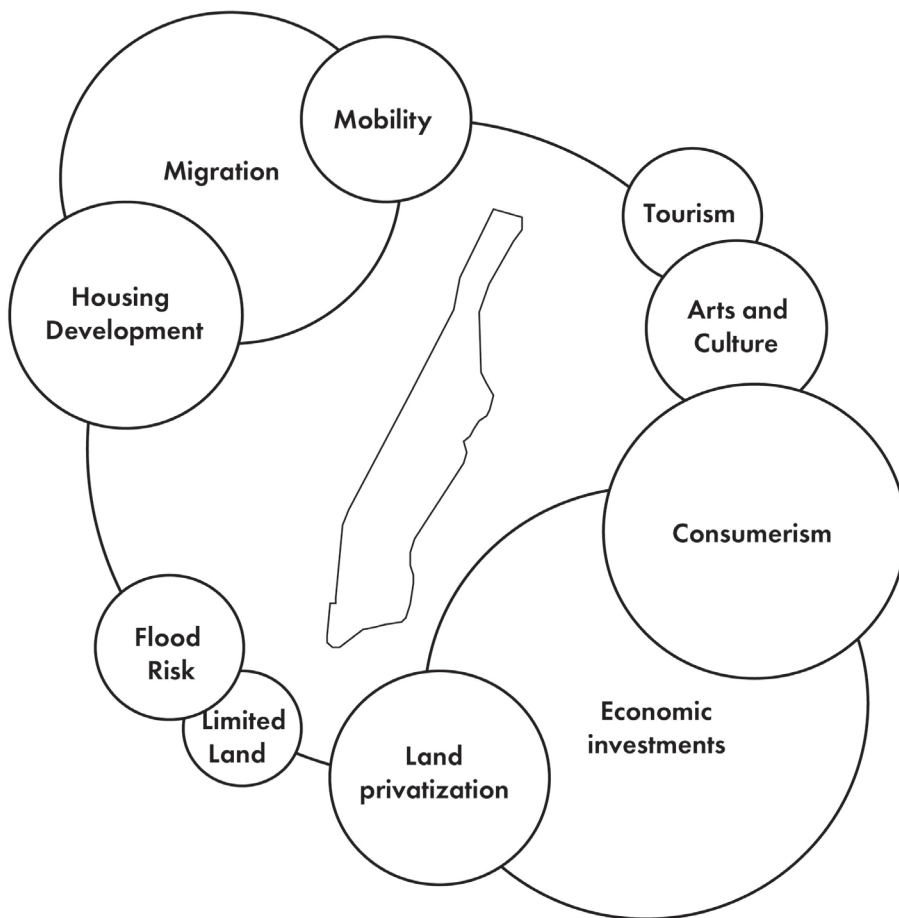 Mobility
Migration
Tourism
Housing
Development
Arts and
Culture
Consumerism
Flood
Risk
Limited
Land
Land
privatization
Economic
investments